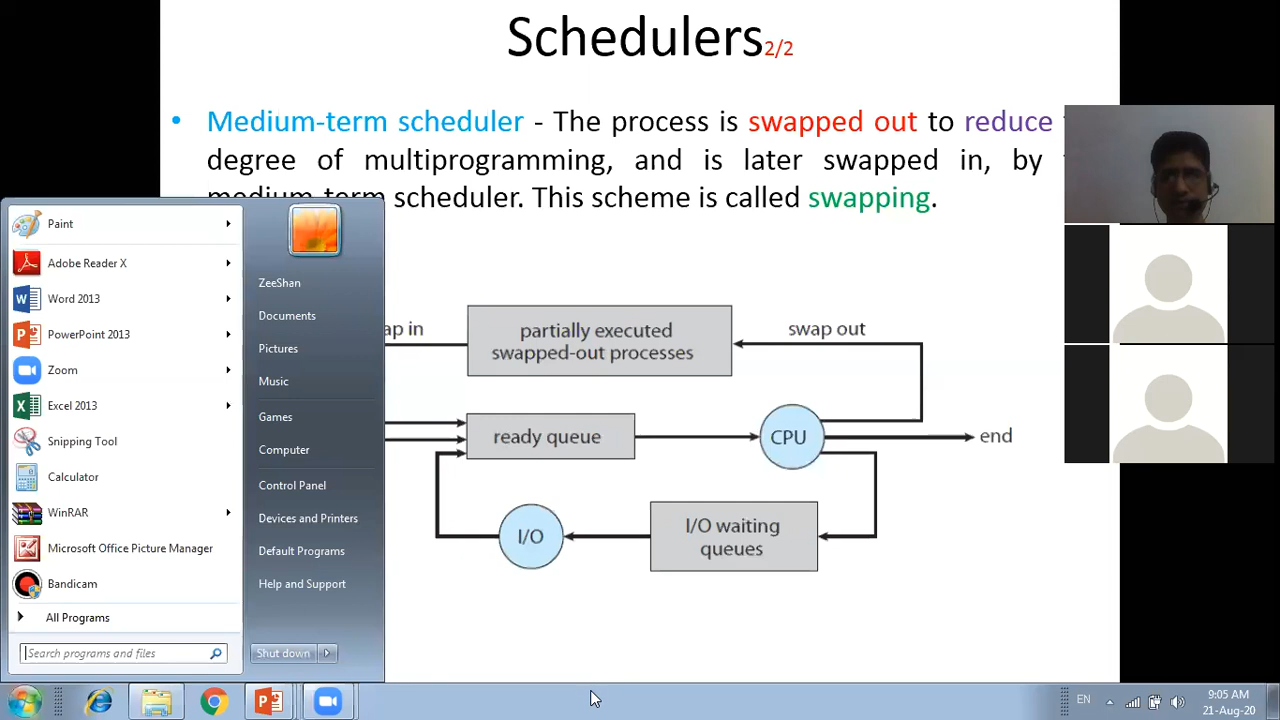 Schedulers2/2
• Medium-term scheduler - The process is swapped out to reduce
degree of multiprogramming, and is later swapped in, by
medium-term scheduler. This scheme is called swapping.
ap in
partially executed
swapped-out processes
swap out
ready queue
CPU
end
I/O
I/O waiting
queues
Paint
Adobe Reader X
Word 2013
PowerPoint 2013
Zoom
Excel 2013
Snipping Tool
Calculator
WinRAR
Microsoft Office Picture Manager
Bandicam
All Programs
Search programs and files
ZeeShan
Documents
Pictures
Music
Games
Computer
Control Panel
Devices and Printers
Default Programs
Help and Support
Shut down
EN
9:05 AM
21-Aug-20